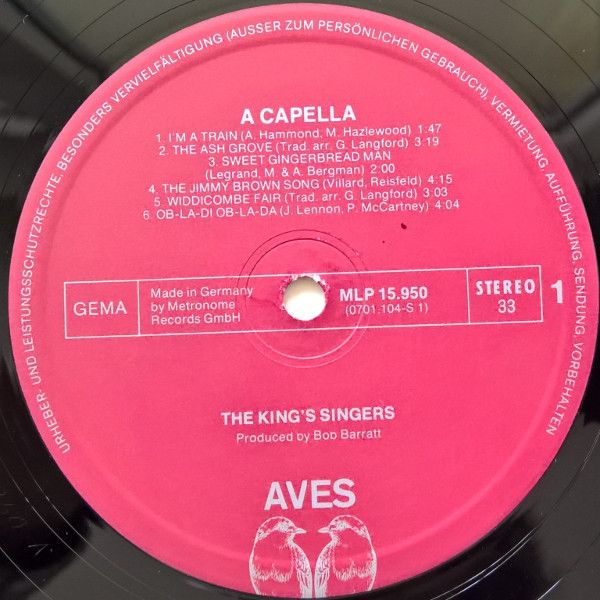 URHEBER- UND LEISTUNGSSCHUTZRECHTE, BESONDERS VERVIELFÄLTIGUNG (AUSSER ZUM PERSÖNLICHEN GEBRAUCH), VERMIETUNG, AUFFÜHRUNG, SENDUNG VORBEHALTEN
A CAPELLA
1. I'M A TRAIN (A. Hammond, M. Hazlewood) 1:47
2. THE ASH GROVE (Trad. arr. G. Langford) 3:19
3. SWEET GINGERBREAD MAN
(Legrand, M. & A. Bergman) 2:00
4. THE JIMMY BROWN SONG (Villard, Reisfeld) 4:15
5. WIDDICOMBE FAIR (Trad. arr. G. Langford) 3:03
6. OB-LA-DI OB-LA-DA (J. Lennon, P. McCartney) 4:04
GEMA
Made in Germany
by Metronome
Records GmbH
MLP 15.950
(0701.104-S 1)
STEREO
33
1
THE KING'S SINGERS
Produced by Bob Barratt
AVES